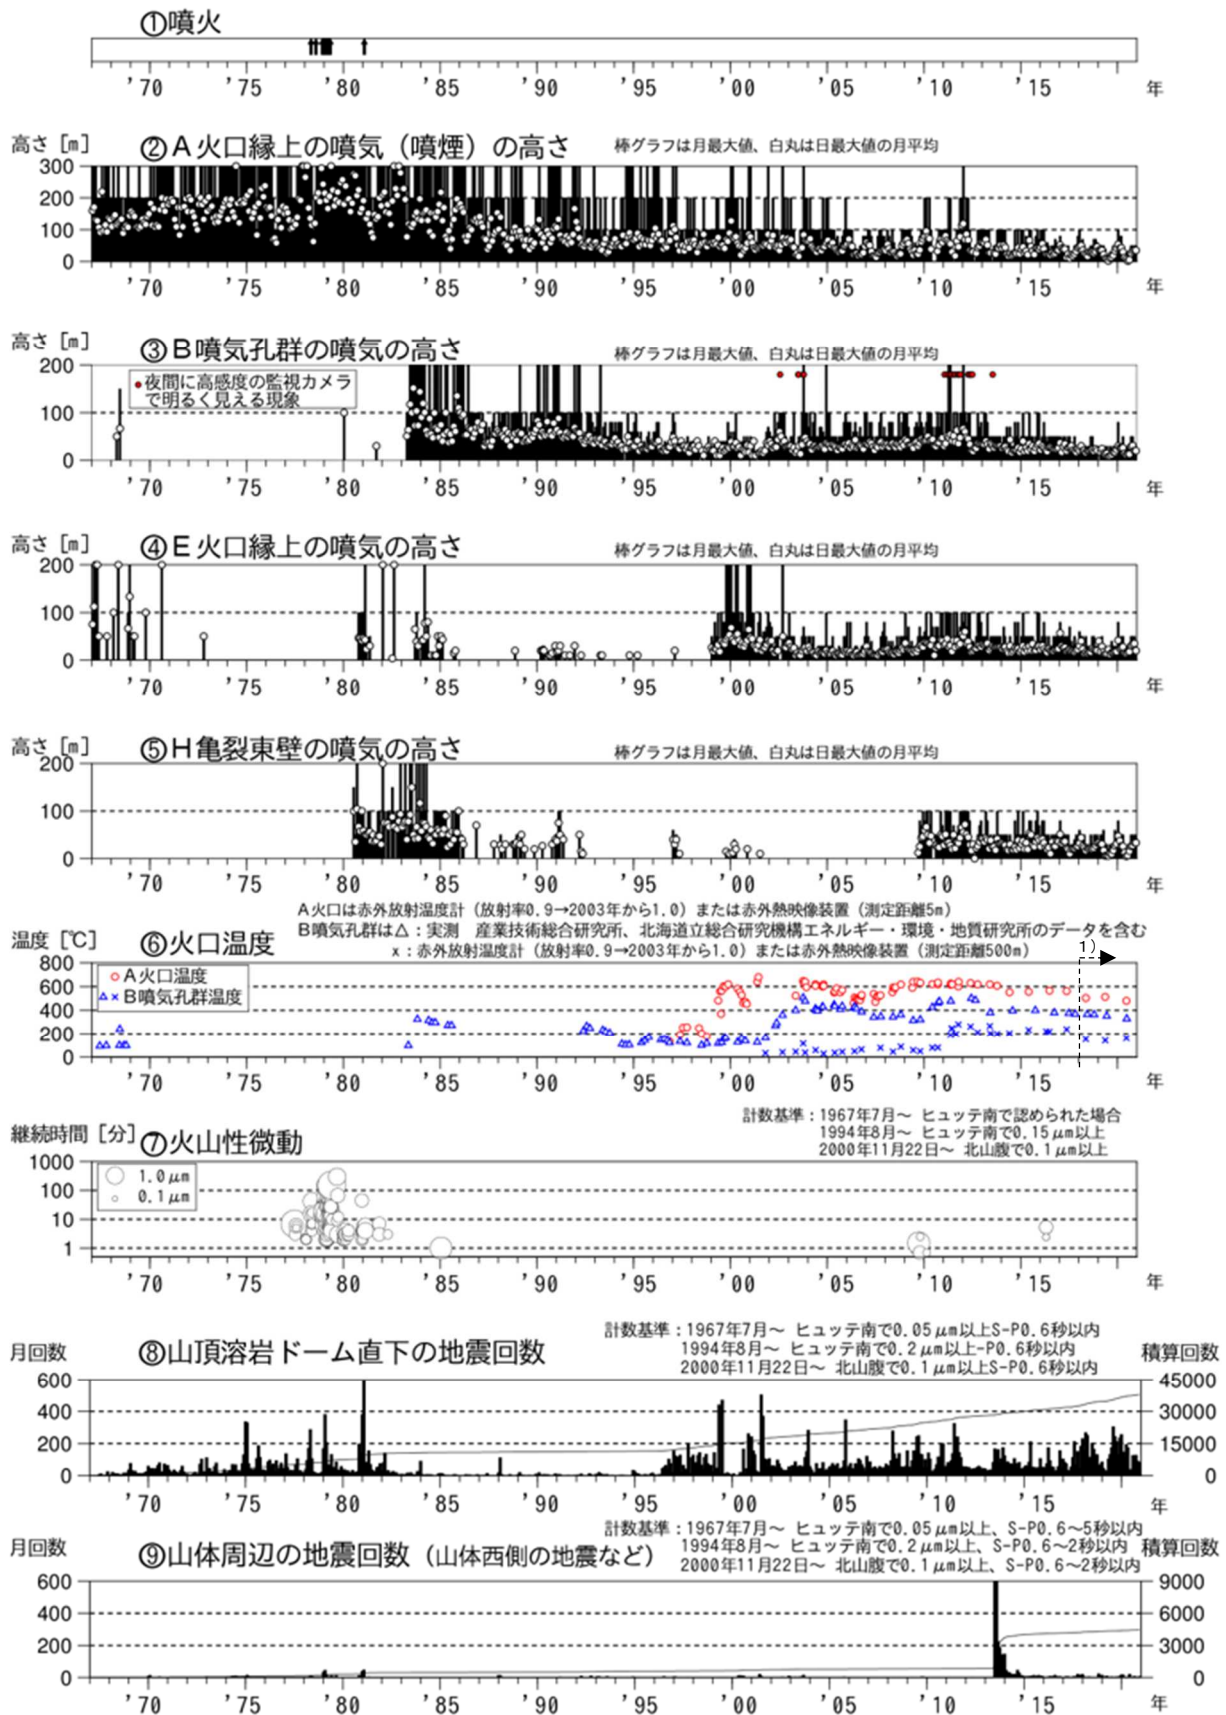 ①噴火
'70 '75 '80 '85 '90 '95 '00 '05 '10 '15 年
高さ［m］ ②Ａ火口縁上の噴気（噴煙）の高さ 棒グラフは月最大値、白丸は日最大値の月平均
300
200
100
0
'70 '75 '80 '85 '90 '95 '00 '05 '10 '15 年
高さ［m］ ③Ｂ噴気孔群の噴気の高さ 棒グラフは月最大値、白丸は日最大値の月平均
200
夜間に高感度の監視カメラ
で明るく見える現象
100
0
'70 '75 '80 '85 '90 '95 '00 '05 '10 '15 年
高さ［m］ ④Ｅ火口縁上の噴気の高さ 棒グラフは月最大値、白丸は日最大値の月平均
200
100
0
'70 '75 '80 '85 '90 '95 '00 '05 '10 '15 年
高さ［m］ ⑤Ｈ亀裂東壁の噴気の高さ 棒グラフは月最大値、白丸は日最大値の月平均
200
100
0
'70 '75 '80 '85 '90 '95 '00 '05 '10 '15 年
Ａ火口は赤外放射温度計（放射率0.9→2003年から1.0）または赤外熱映像装置（測定距離5m）
Ｂ噴気孔群は△：実測 産業技術総合研究所、北海道立総合研究機構エネルギー・環境・地質研究所のデータを含む
温度［℃］ ⑥火口温度 x：赤外放射温度計（放射率0.9→2003年から1.0）または赤外熱映像装置（測定距離500m） 1）
800
○ Ａ火口温度
600
△ × Ｂ噴気孔群温度
400
200
0
'70 '75 '80 '85 '90 '95 '00 '05 '10 '15 年
計数基準：1967年7月～ ヒュッテ南で認められた場合
継続時間［分］ ⑦火山性微動 1994年8月～ ヒュッテ南で0.15μm以上
2000年11月22日～ 北山腹で0.1μm以上
1000
1.0μm
100
0.1μm
10
1
'70 '75 '80 '85 '90 '95 '00 '05 '10 '15 年
計数基準：1967年7月～ ヒュッテ南で0.05μm以上S-P0.6秒以内
月回数 ⑧山頂溶岩ドーム直下の地震回数 1994年8月～ ヒュッテ南で0.2μm以上-P0.6秒以内 積算回数
2000年11月22日～ 北山腹で0.1μm以上S-P0.6秒以内
600 45000
400 30000
200 15000
0 0
'70 '75 '80 '85 '90 '95 '00 '05 '10 '15 年
計数基準：1967年7月～ ヒュッテ南で0.05μm以上、S-P0.6～5秒以内
月回数 ⑨山体周辺の地震回数（山体西側の地震など） 1994年8月～ ヒュッテ南で0.2μm以上、S-P0.6～2秒以内 積算回数
2000年11月22日～ 北山腹で0.1μm以上、S-P0.6～2秒以内
600 9000
400 6000
200 3000
0 0
'70 '75 '80 '85 '90 '95 '00 '05 '10 '15 年